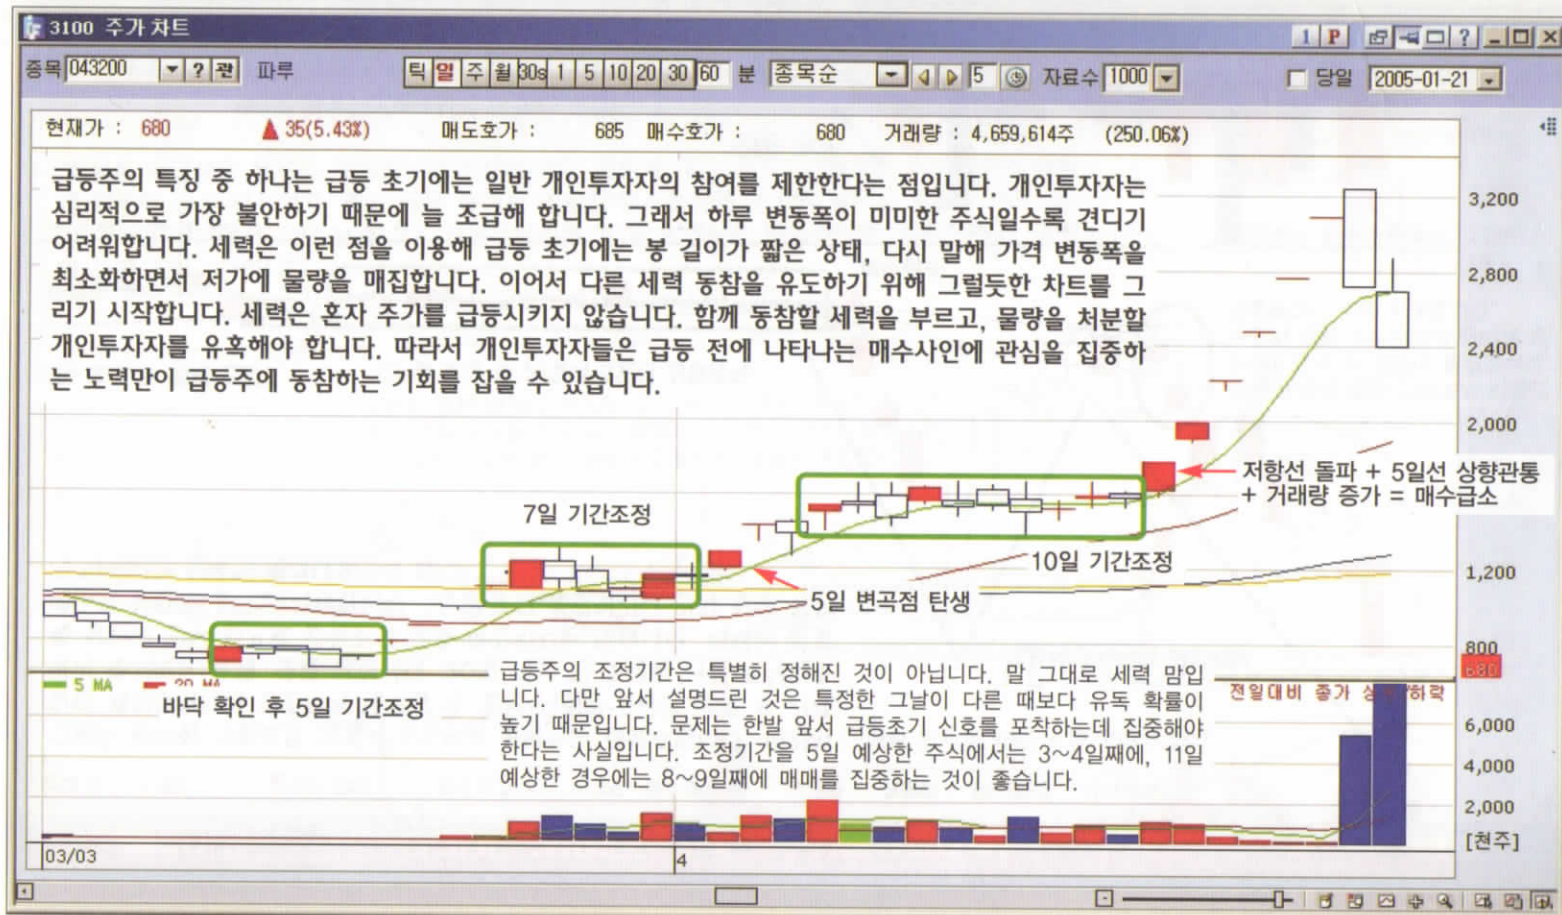 3100 주가 차트
1 P ?
종목 043200 ? 관 파루 틱 일 주 월 30s 1 5 10 20 30 60 분 종목순 5 자료수 1000 당일 2005-01-21
현재가 : 680 ▲ 35(5.43%) 매도호가 : 685 매수호가 : 680 거래량 : 4,659,614주 (250.06%)
급등주의 특징 중 하나는 급등 초기에는 일반 개인투자자의 참여를 제한한다는 점입니다. 개인투자자는
심리적으로 가장 불안하기 때문에 늘 조급해 합니다. 그래서 하루 변동폭이 미미한 주식일수록 견디기
어려워합니다. 세력은 이런 점을 이용해 급등 초기에는 봉 길이가 짧은 상태, 다시 말해 가격 변동폭을
최소화하면서 저가에 물량을 매집합니다. 이어서 다른 세력 동참을 유도하기 위해 그럴듯한 차트를 그
리기 시작합니다. 세력은 혼자 주가를 급등시키지 않습니다. 함께 동참할 세력을 부르고, 물량을 처분할
개인투자자를 유혹해야 합니다. 따라서 개인투자자들은 급등 전에 나타나는 매수사인에 관심을 집중하
는 노력만이 급등주에 동참하는 기회를 잡을 수 있습니다.
3,200
2,800
2,400
2,000
저항선 돌파 + 5일선 상향관통
+ 거래량 증가 = 매수급소
7일 기간조정
10일 기간조정
1,200
5일 변곡점 탄생
800
680
급등주의 조정기간은 특별히 정해진 것이 아닙니다. 말 그대로 세력 맘입
니다. 다만 앞서 설명드린 것은 특정한 그날이 다른 때보다 유독 확률이
높기 때문입니다. 문제는 한발 앞서 급등초기 신호를 포착하는데 집중해야
한다는 사실입니다. 조정기간을 5일 예상한 주식에서는 3~4일째에, 11일
예상한 경우에는 8~9일째에 매매를 집중하는 것이 좋습니다.
5 MA 20 MA
바닥 확인 후 5일 기간조정
전일대비 종가 상승/하락
6,000
4,000
2,000
[천주]
03/03 4